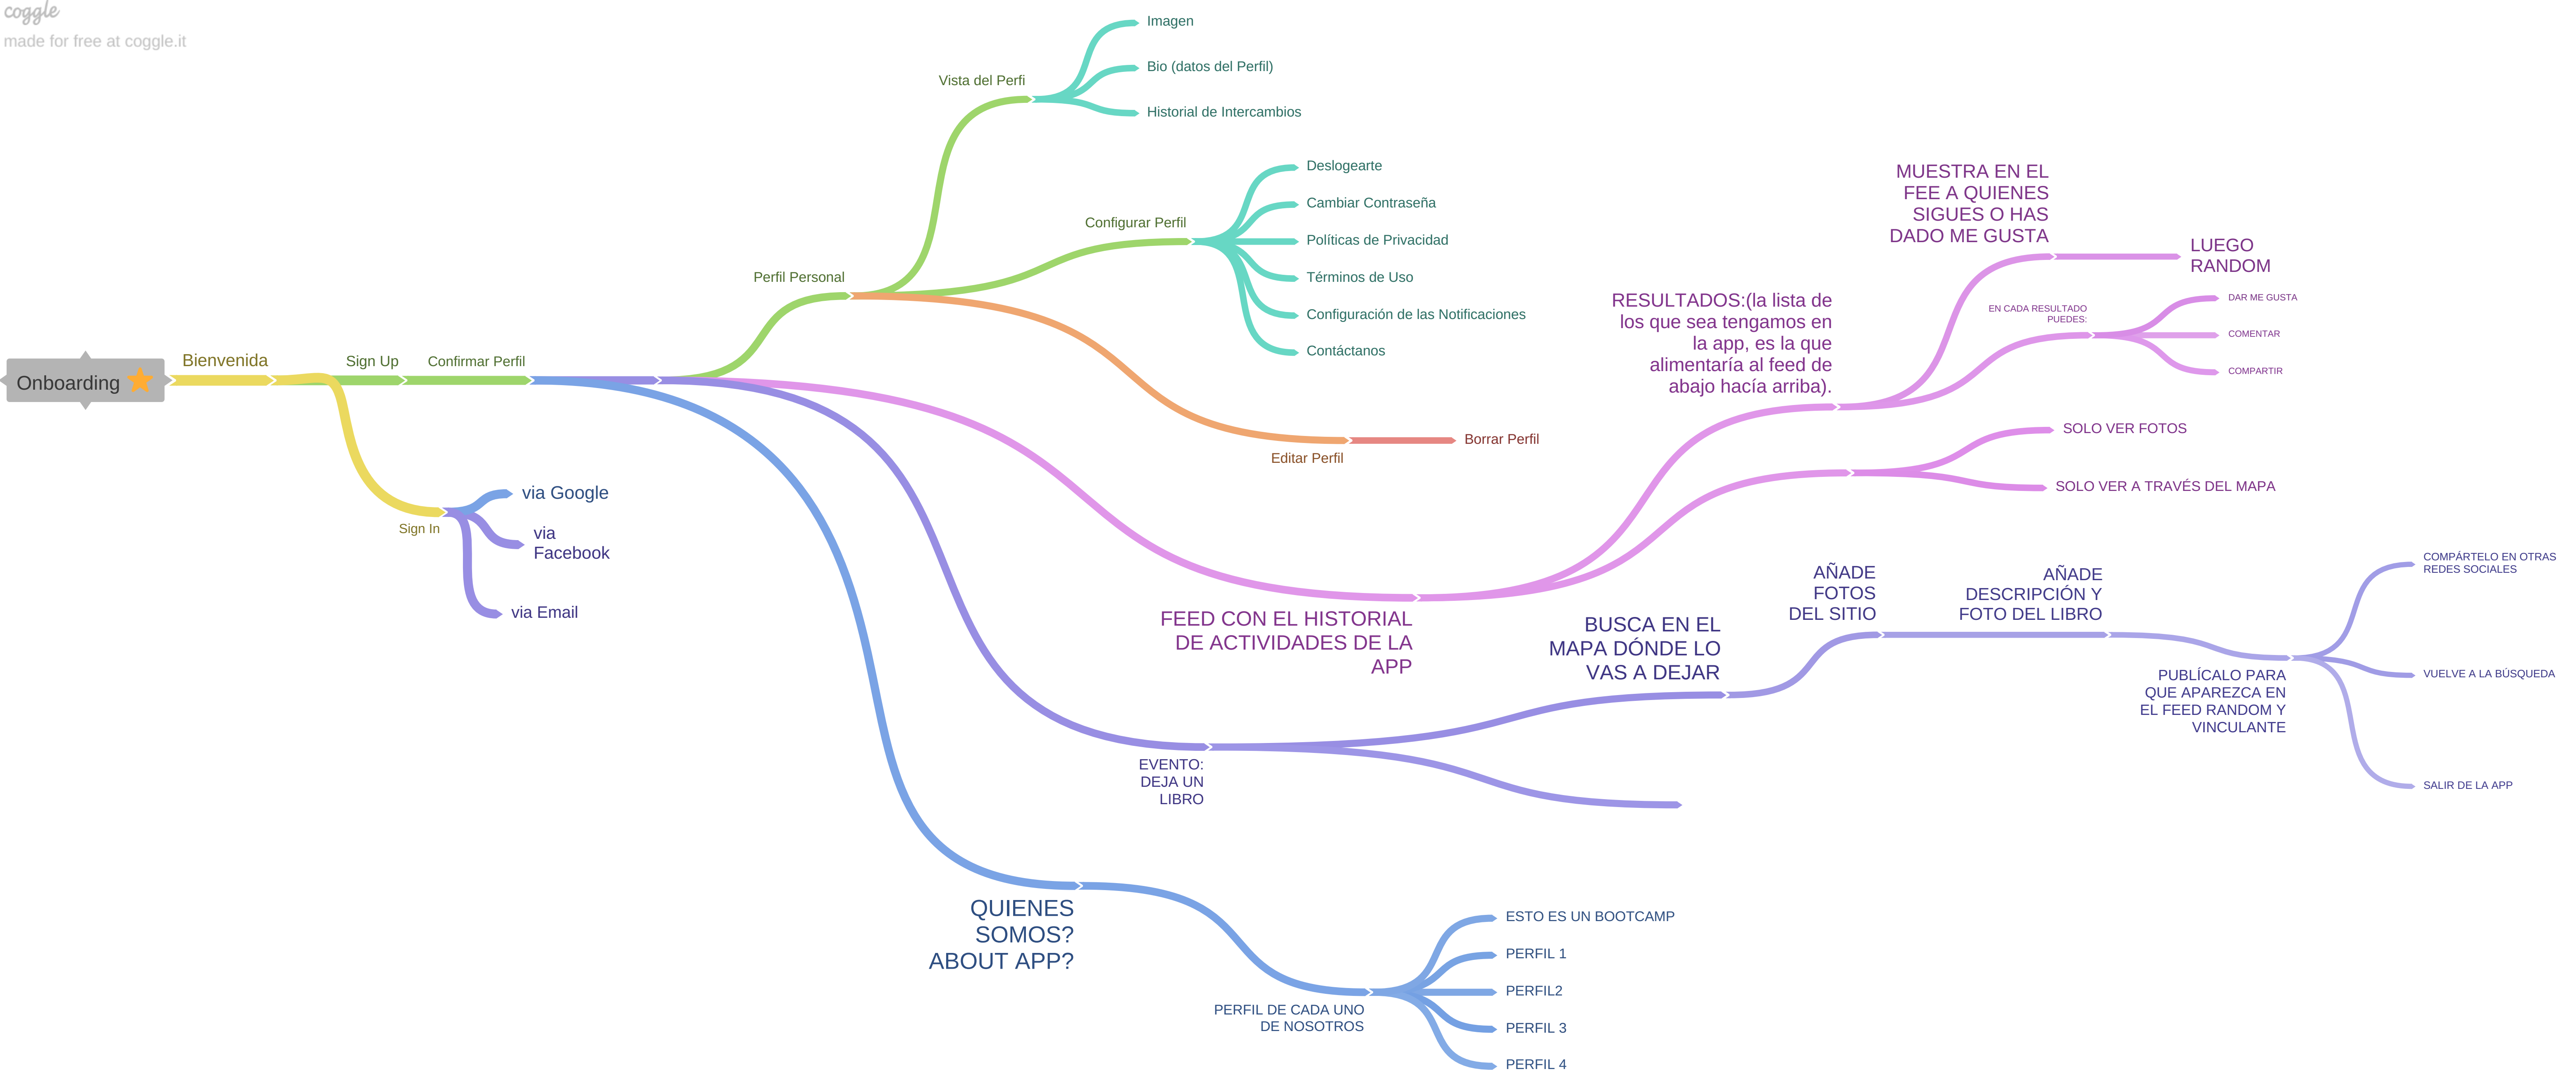 coggle
made for free at coggle.it
Onboarding
Bienvenida
Sign Up
Confirmar Perfil
Sign In
via Google
via
Facebook
via Email
Perfil Personal
Vista del Perfi
Imagen
Bio (datos del Perfil)
Historial de Intercambios
Configurar Perfil
Deslogearte
Cambiar Contraseña
Políticas de Privacidad
Términos de Uso
Configuración de las Notificaciones
Contáctanos
Editar Perfil
Borrar Perfil
FEED CON EL HISTORIAL
DE ACTIVIDADES DE LA
APP
RESULTADOS:(la lista de
los que sea tengamos en
la app, es la que
alimentaría al feed de
abajo hacía arriba).
MUESTRA EN EL
FEE A QUIENES
SIGUES O HAS
DADO ME GUSTA
LUEGO
RANDOM
EN CADA RESULTADO
PUEDES:
DAR ME GUSTA
COMENTAR
COMPARTIR
SOLO VER FOTOS
SOLO VER A TRAVÉS DEL MAPA
EVENTO:
DEJA UN
LIBRO
BUSCA EN EL
MAPA DÓNDE LO
VAS A DEJAR
AÑADE
FOTOS
DEL SITIO
AÑADE
DESCRIPCIÓN Y
FOTO DEL LIBRO
PUBLÍCALO PARA
QUE APAREZCA EN
EL FEED RANDOM Y
VINCULANTE
COMPÁRTELO EN OTRAS
REDES SOCIALES
VUELVE A LA BÚSQUEDA
SALIR DE LA APP
QUIENES
SOMOS?
ABOUT APP?
PERFIL DE CADA UNO
DE NOSOTROS
ESTO ES UN BOOTCAMP
PERFIL 1
PERFIL2
PERFIL 3
PERFIL 4